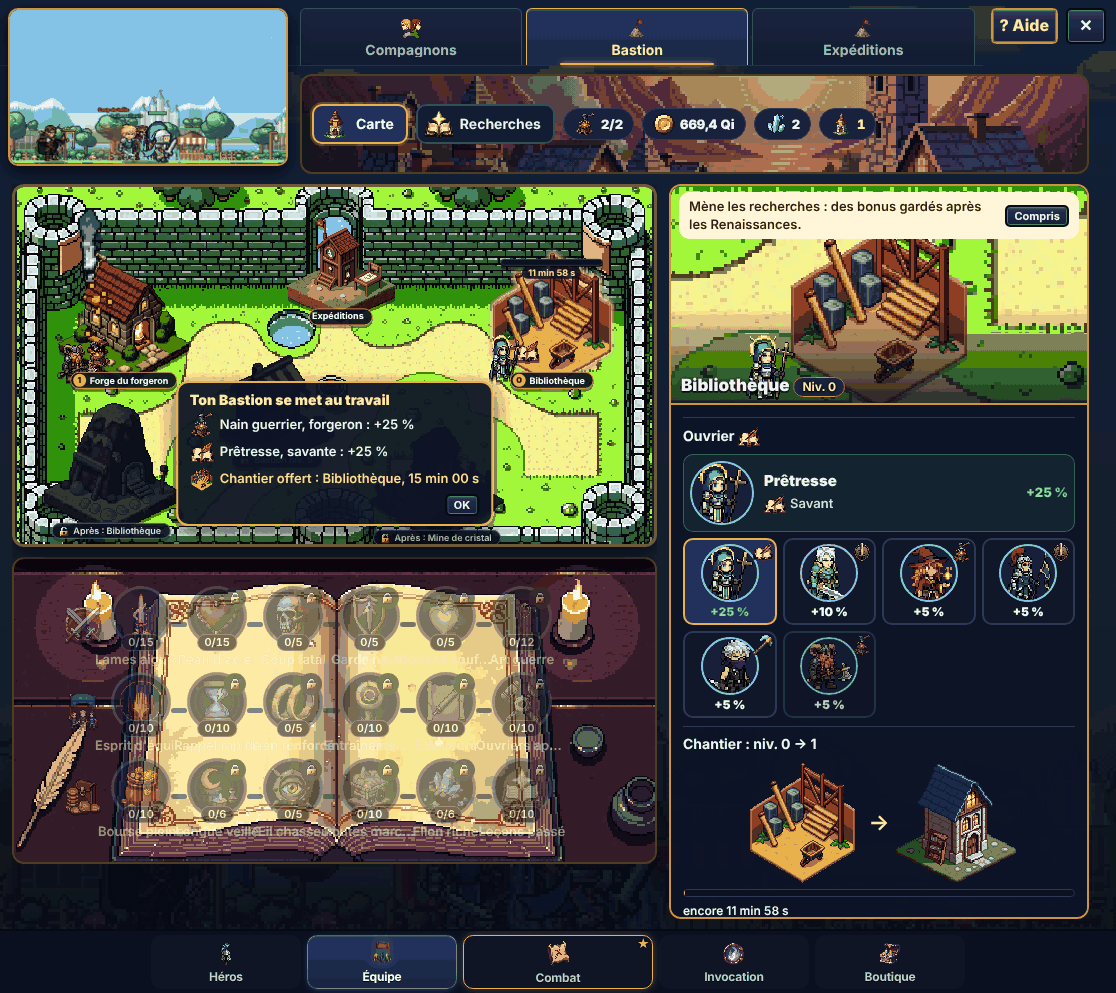 Compagnons
Bastion
Expéditions
? Aide
✕
Carte
Recherches
2/2
669,4 Qi
2
1
Mène les recherches : des bonus gardés après
les Renaissances.
Compris
11 min 58 s
Expéditions
1 Forge du forgeron
0 Bibliothèque
Ton Bastion se met au travail
Nain guerrier, forgeron : +25 %
Prêtresse, savante : +25 %
Chantier offert : Bibliothèque, 15 min 00 s
OK
Après : Bibliothèque
Après : Mine de cristal
Bibliothèque Niv. 0
Ouvrier
Prêtresse
Savant
+25 %
+25 %
+10 %
+5 %
+5 %
+5 %
+5 %
Chantier : niv. 0 → 1
encore 11 min 58 s
0/15
0/15
0/5
0/5
0/5
0/12
0/10
0/10
0/5
0/10
0/10
0/10
0/10
0/6
0/5
0/10
0/6
0/10
Héros
Équipe
Combat
Invocation
Boutique